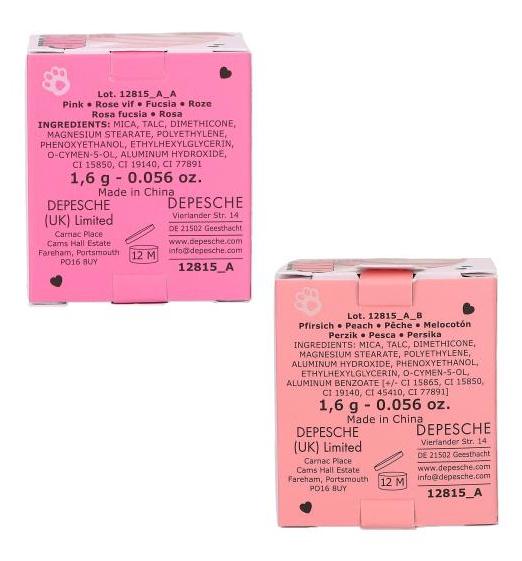 Lot. 12815_A_A
Pink • Rose vif • Fucsia • Roze
Rosa fucsia • Rosa
INGREDIENTS: MICA, TALC, DIMETHICONE,
MAGNESIUM STEARATE, POLYETHYLENE,
PHENOXYETHANOL, ETHYLHEXYLGLYCERIN,
O-CYMEN-5-OL, ALUMINUM HYDROXIDE,
CI 15850, CI 19140, CI 77891
1,6 g - 0.056 oz.
Made in China
DEPESCHE
(UK) Limited
Carnac Place
Cams Hall Estate
Fareham, Portsmouth
PO16 8UY
12 M
DEPESCHE
Vierlander Str. 14
DE 21502 Geesthacht
www.depesche.com
info@depesche.com
12815_A
Lot. 12815_A_B
Pfirsich • Peach • Pêche • Melocotón
Perzik • Pesca • Persika
INGREDIENTS: MICA, TALC, DIMETHICONE,
MAGNESIUM STEARATE, POLYETHYLENE,
ALUMINUM HYDROXIDE, PHENOXYETHANOL,
ETHYLHEXYLGLYCERIN, O-CYMEN-5-OL,
ALUMINUM BENZOATE [+/- CI 15865, CI 15850,
CI 19140, CI 45410, CI 77891]
1,6 g - 0.056 oz.
Made in China
DEPESCHE
(UK) Limited
Carnac Place
Cams Hall Estate
Fareham, Portsmouth
PO16 8UY
12 M
DEPESCHE
Vierlander Str. 14
DE 21502 Geesthacht
www.depesche.com
info@depesche.com
12815_A